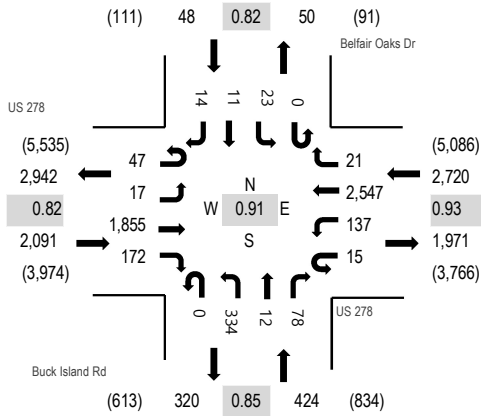 (111) 48 0.82 50 (91)
Belfair Oaks Dr
14 11 23 0
US 278
(5,535) (5,086)
47 21
2,942 2,720
17 N 2,547
0.82 W 0.91 E 0.93
1,855 S 137
2,091 1,971
172 15
(3,974) (3,766)
0 334 12 78
US 278
Buck Island Rd
(613) 320 0.85 424 (834)